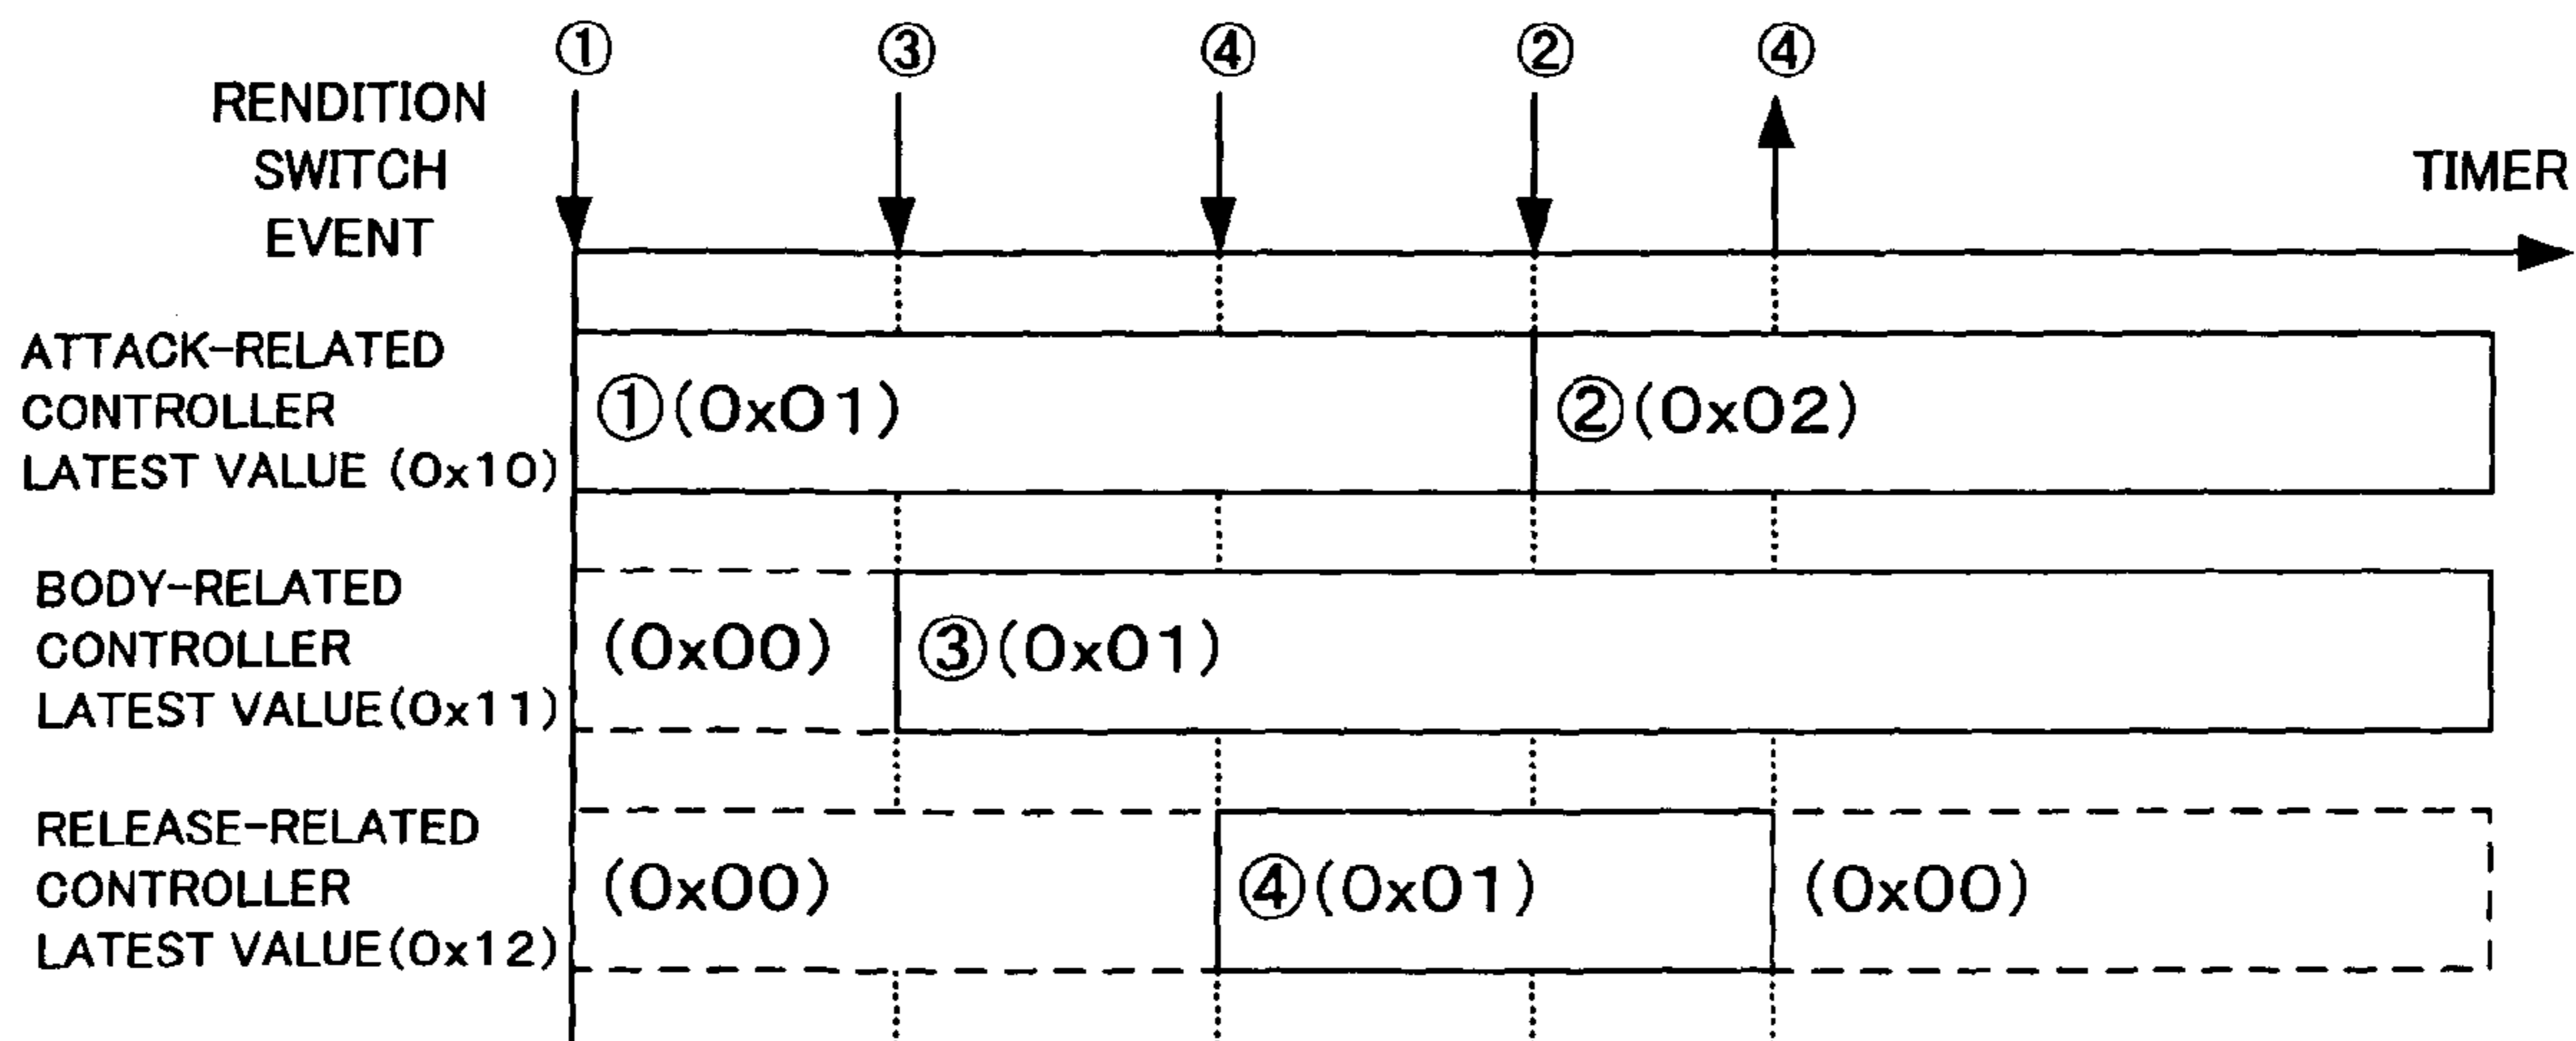 ① ③ ④ ② ④
RENDITION
SWITCH
EVENT
TIMER
ATTACK-RELATED
CONTROLLER
LATEST VALUE (0x10)
①(0x01) ②(0x02)
BODY-RELATED
CONTROLLER
LATEST VALUE(0x11)
(0x00) ③(0x01)
RELEASE-RELATED
CONTROLLER
LATEST VALUE(0x12)
(0x00) ④(0x01) (0x00)